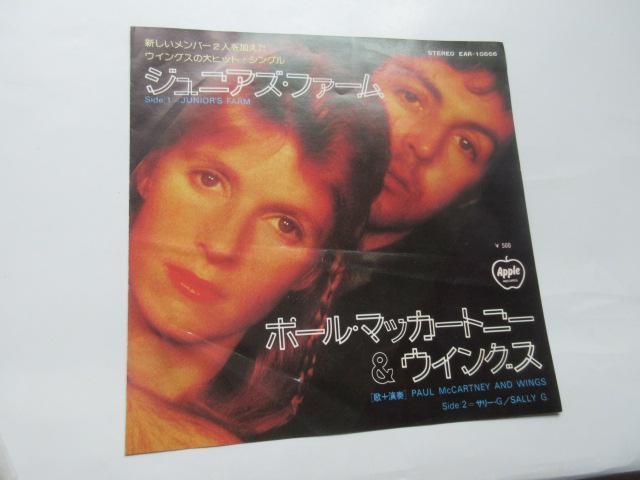 新しいメンバー2人を加えた
ウイングスの大ヒット・シングル
STEREO EAR-10666
ジュニアズ・ファーム
Side:1=JUNIOR'S FARM
¥ 500
Apple
RECORDS
ポール・マッカートニー
&ウイングス
[歌+演奏] PAUL McCARTNEY AND WINGS
Side:2=サリー・G/SALLY G.